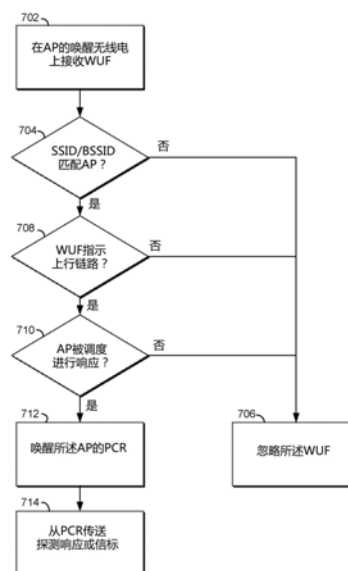 702
在AP的唤醒无线电
上接收WUF
704
SSID/BSSID
匹配AP？
否
是
708
WUF指示
上行链路？
否
是
710
AP被调度
进行响应？
否
是
712
唤醒所述AP的PCR
706
忽略所述WUF
714
从PCR传送
探测响应或信标